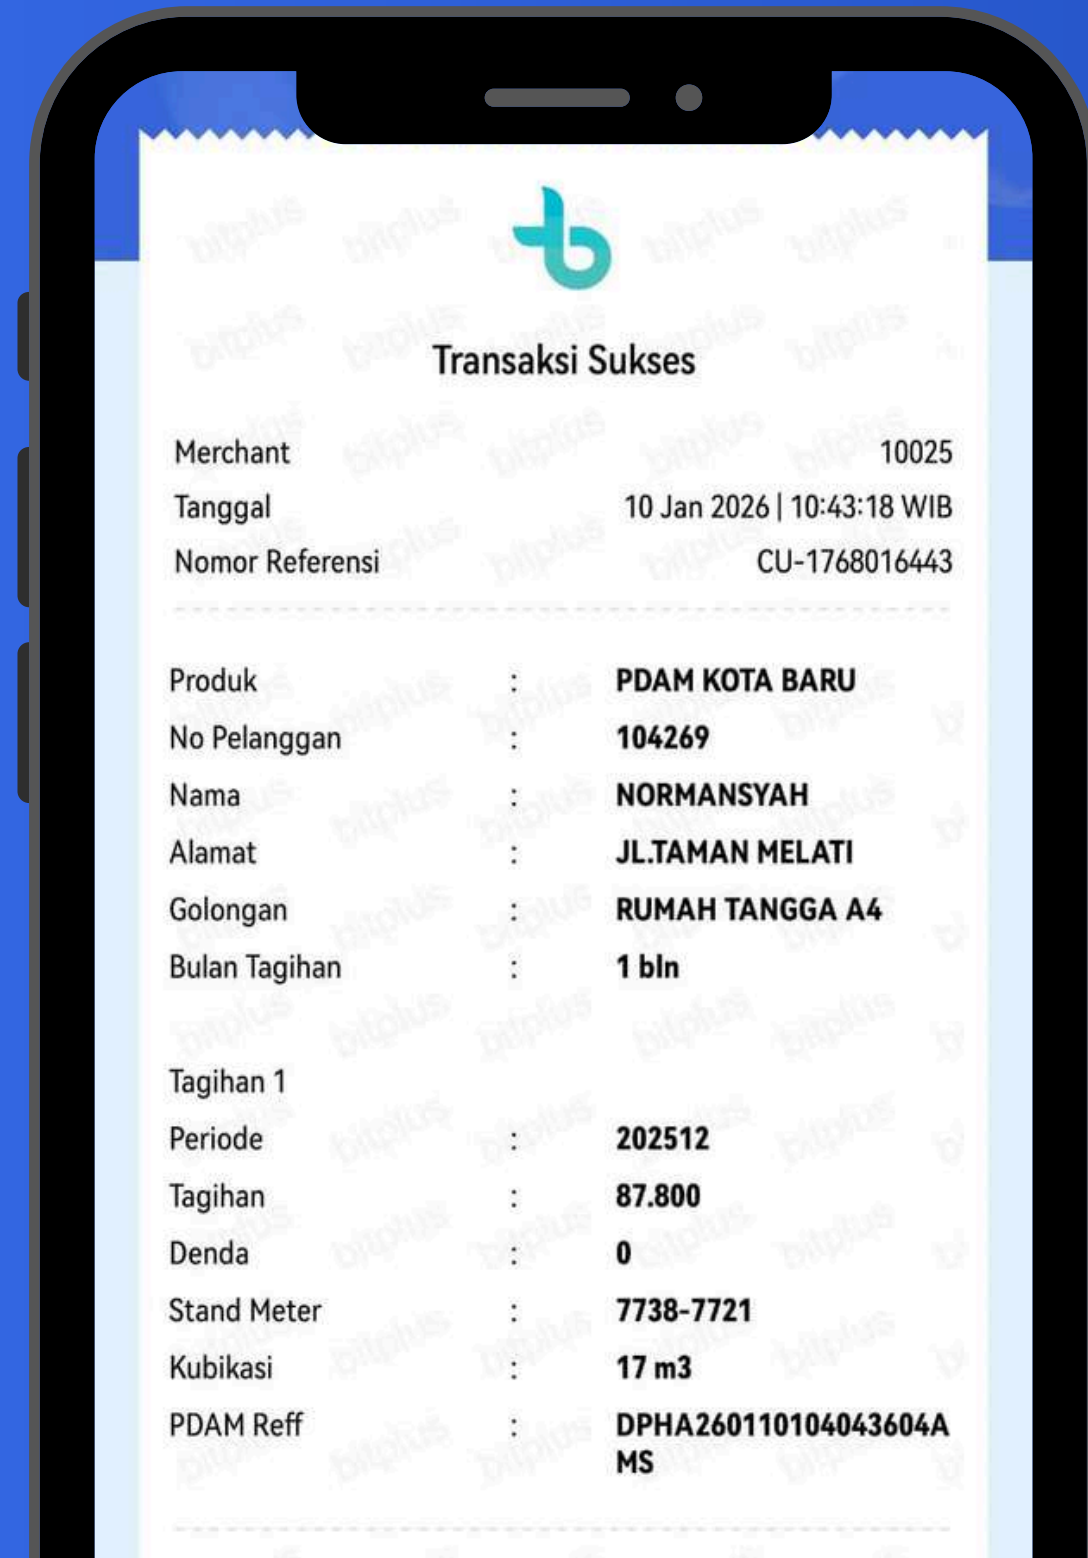 Transaksi Sukses
Merchant 10025
Tanggal 10 Jan 2026 | 10:43:18 WIB
Nomor Referensi CU-1768016443
Produk : PDAM KOTA BARU
No Pelanggan : 104269
Nama : NORMANSYAH
Alamat : JL.TAMAN MELATI
Golongan : RUMAH TANGGA A4
Bulan Tagihan : 1 bln
Tagihan 1
Periode : 202512
Tagihan : 87.800
Denda : 0
Stand Meter : 7738-7721
Kubikasi : 17 m3
PDAM Reff : DPHA260110104043604A
MS